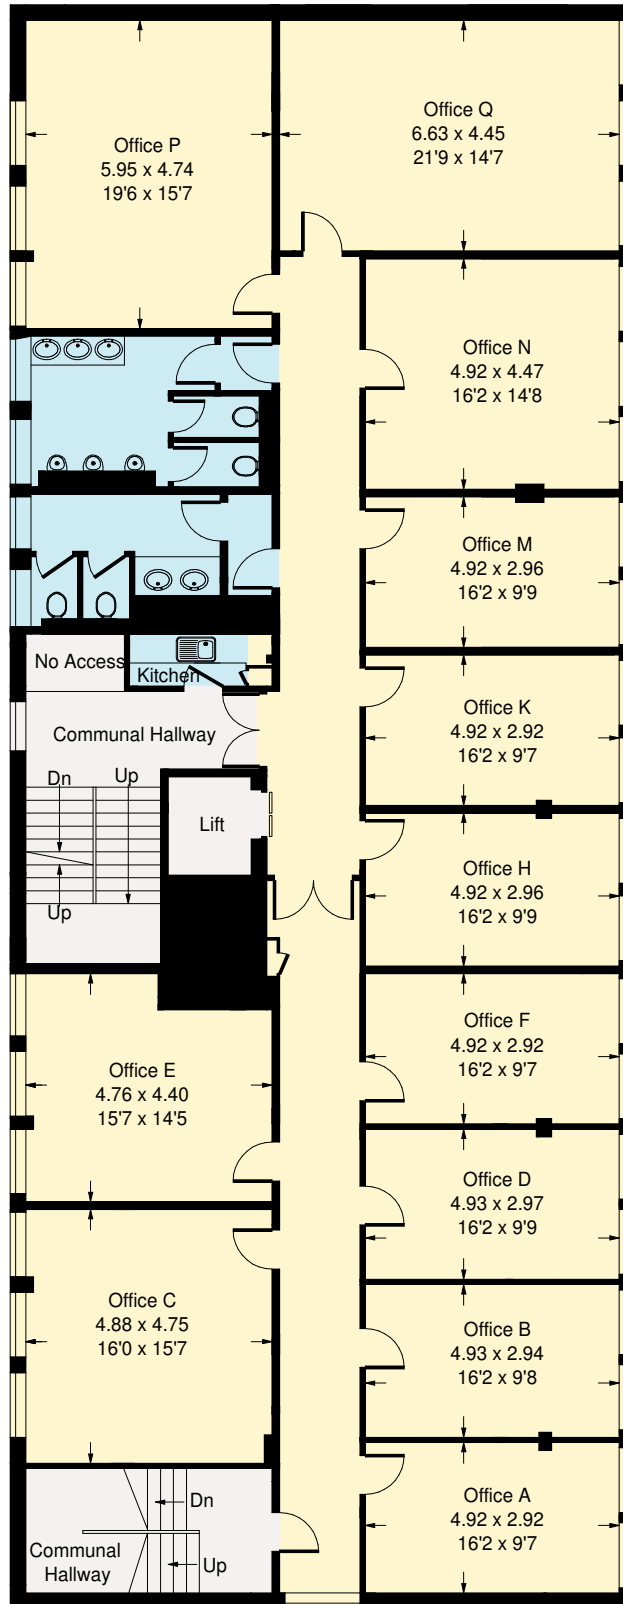 Office Q
6.63 x 4.45
21'9 x 14'7
Office P
5.95 x 4.74
19'6 x 15'7
Office N
4.92 x 4.47
16'2 x 14'8
Office M
4.92 x 2.96
16'2 x 9'9
No Access
Kitchen
Office K
4.92 x 2.92
16'2 x 9'7
Communal Hallway
Dn
Up
Lift
Up
Office H
4.92 x 2.96
16'2 x 9'9
Office F
4.92 x 2.92
16'2 x 9'7
Office E
4.76 x 4.40
15'7 x 14'5
Office D
4.93 x 2.97
16'2 x 9'9
Office C
4.88 x 4.75
16'0 x 15'7
Office B
4.93 x 2.94
16'2 x 9'8
Office A
4.92 x 2.92
16'2 x 9'7
Dn
Up
Communal
Hallway